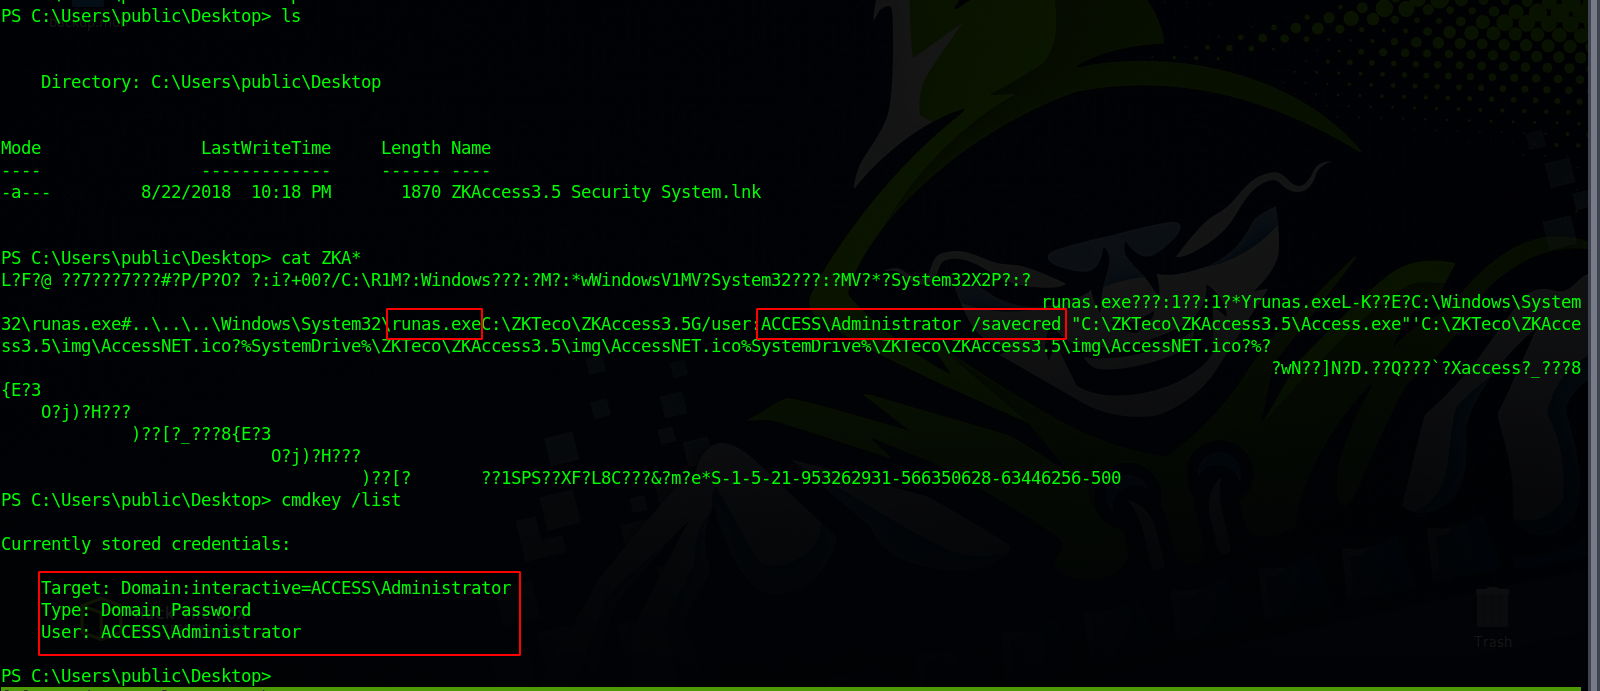 PS C:\Users\public\Desktop> ls
Directory: C:\Users\public\Desktop
Mode                LastWriteTime     Length Name
----                -------------     ------ ----
-a---         8/22/2018  10:18 PM       1870 ZKAccess3.5 Security System.lnk
PS C:\Users\public\Desktop> cat ZKA*
L?F?@ ??7???7???#?P/P?O? ?:i?+00?/C:\R1M?:Windows???:?M?:*wWindowsV1MV?System32???:?MV?*?System32X2P?:?
runas.exe???:1??:1?*Yrunas.exeL-K??E?C:\Windows\System
32\runas.exe#..\..\..\Windows\System32\runas.exeC:\ZKTeco\ZKAccess3.5G/user:ACCESS\Administrator /savecred "C:\ZKTeco\ZKAccess3.5\Access.exe"'C:\ZKTeco\ZKAcce
ss3.5\img\AccessNET.ico?%SystemDrive%\ZKTeco\ZKAccess3.5\img\AccessNET.ico%SystemDrive%\ZKTeco\ZKAccess3.5\img\AccessNET.ico?%?
?wN??]N?D.??Q???`?Xaccess?_???8
{E?3
O?j)?H???
)??[?_???8{E?3
O?j)?H???
)??[?       ??1SPS??XF?L8C???&?m?e*S-1-5-21-953262931-566350628-63446256-500
PS C:\Users\public\Desktop> cmdkey /list
Currently stored credentials:
Target: Domain:interactive=ACCESS\Administrator
Type: Domain Password
User: ACCESS\Administrator
Trash
PS C:\Users\public\Desktop>